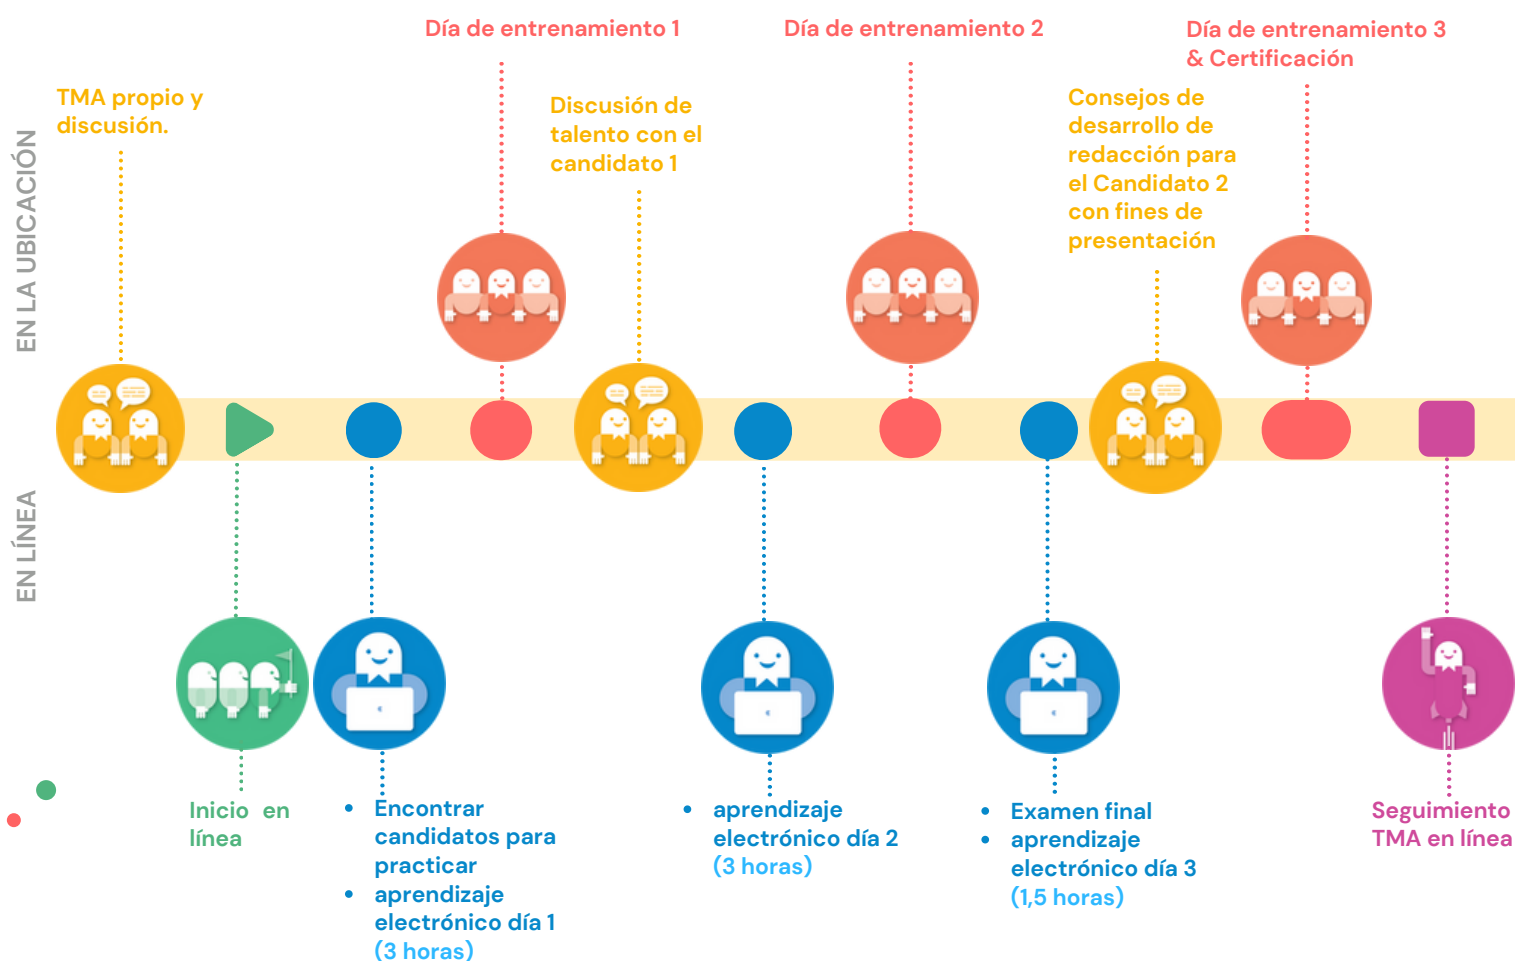 Día de entrenamiento 1
Día de entrenamiento 2
Día de entrenamiento 3
& Certificación
TMA propio y
discusión.
Discusión de
talento con el
candidato 1
Consejos de
desarrollo de
redacción para
el Candidato 2
con fines de
presentación
EN LA UBICACIÓN
EN LÍNEA
Inicio en
línea
• Encontrar
candidatos para
practicar
• aprendizaje
electrónico día 1
(3 horas)
• aprendizaje
electrónico día 2
(3 horas)
• Examen final
• aprendizaje
electrónico día 3
(1,5 horas)
Seguimiento
TMA en línea